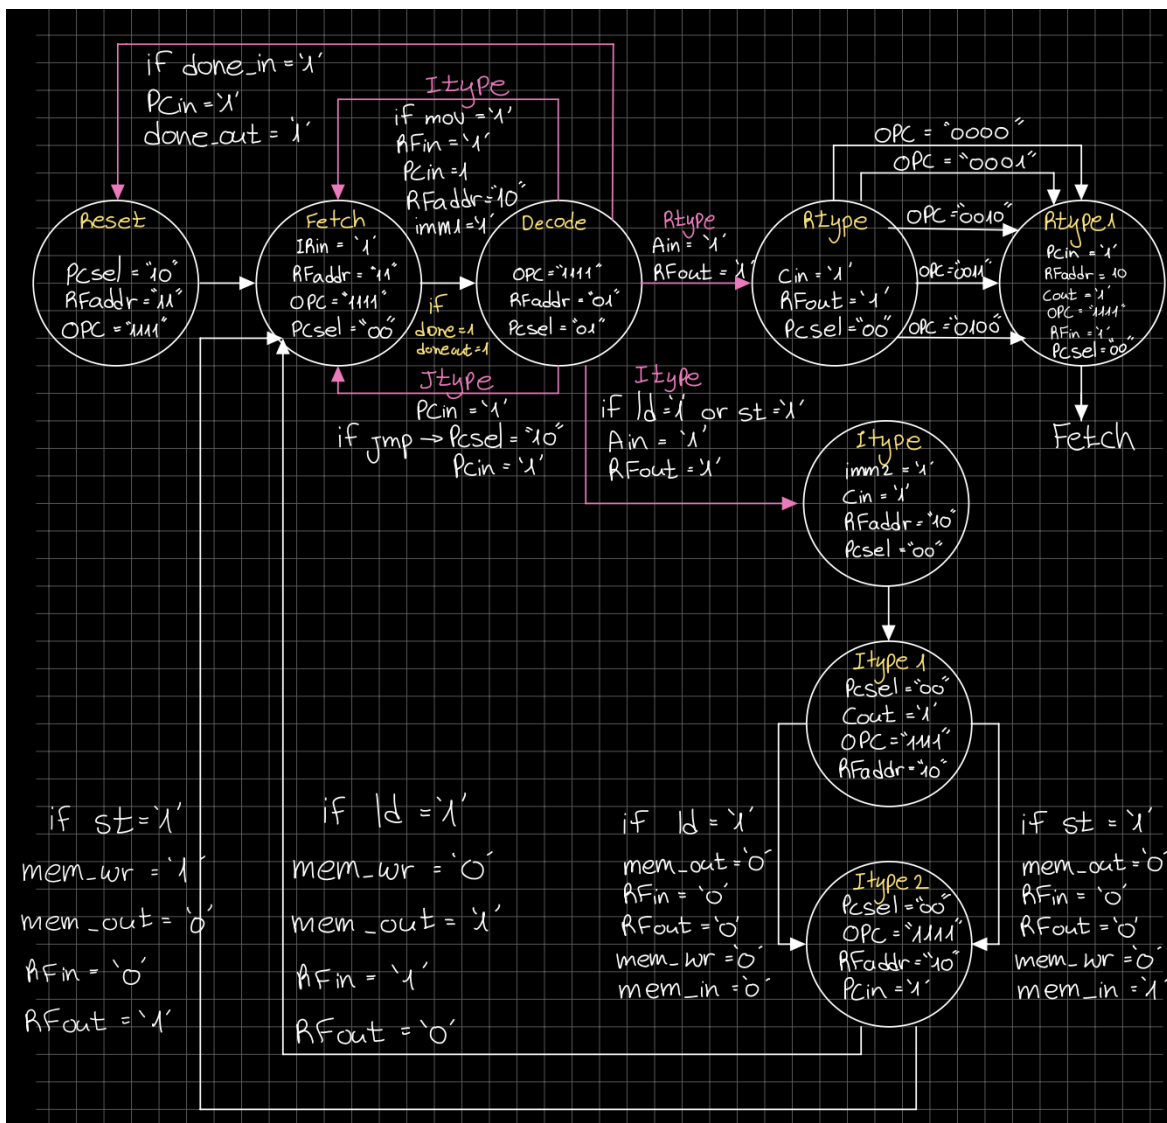 if done_in = '1'
PCin = '1'
done_out = '1'
Itype
if mov = '1'
RFin = '1'
PCin = 1
RFaddr = "10"
imm1 = '1'
OPC = "0000"
OPC = "0001"
Reset
PCsel = "10"
RFaddr = "11"
OPC = "1111"
Fetch
IRin = '1'
RFaddr = "11"
OPC = "1111"
PCsel = "00"
if
done=1
doneout=1
Decode
OPC = "1111"
RFaddr = "01"
PCsel = "01"
Rtype
Ain = '1'
RFout = '1'
Rtype
Cin = '1'
RFout = '1'
PCsel = "00"
OPC = "0010"
OPC = "0011"
OPC = "0100"
Rtype1
PCin = '1'
RFaddr = 10
Cout = '1'
OPC = "1111"
RFin = '1'
PCsel = "00"
Fetch
Jtype
PCin = '1'
if jmp → PCsel = "10"
PCin = '1'
Itype
if ld = '1' or st = '1'
Ain = '1'
RFout = '1'
Itype
imm2 = '1'
Cin = '1'
RFaddr = "10"
PCsel = "00"
Itype 1
PCsel = "00"
Cout = '1'
OPC = "1111"
RFaddr = "10"
if st = '1'
mem_wr = '1'
mem_out = '0'
RFin = '0'
RFout = '1'
if ld = '1'
mem_wr = '0'
mem_out = '1'
RFin = '1'
RFout = '0'
if ld = '1'
mem_out = '0'
RFin = '0'
RFout = '0'
mem_wr = '0'
mem_in = '0'
Itype 2
PCsel = "00"
OPC = "1111"
RFaddr = "10"
PCin = '1'
if st = '1'
mem_out = '0'
RFin = '0'
RFout = '0'
mem_wr = '0'
mem_in = '1'